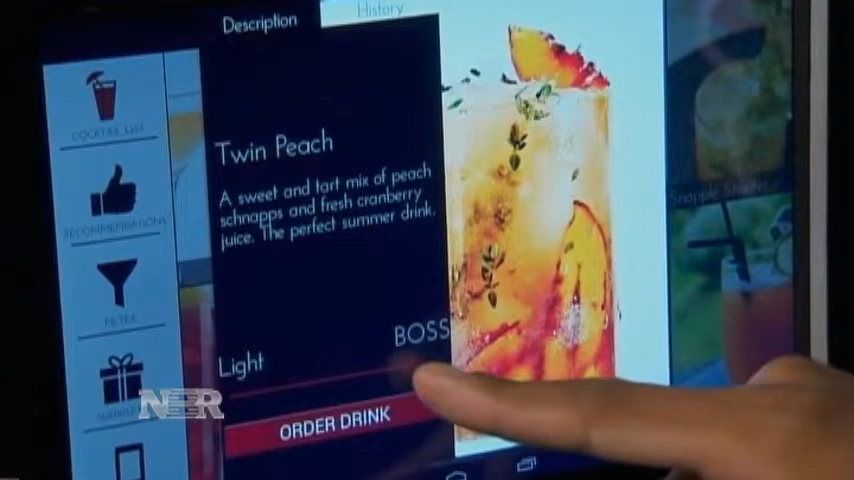 Description
History
COCKTAIL LIST
Twin Peach
A sweet and tart mix of peach
schnapps and fresh cranberry
juice. The perfect summer drink.
RECOMMENDATIONS
FILTER
BOSS
Light
ORDER DRINK